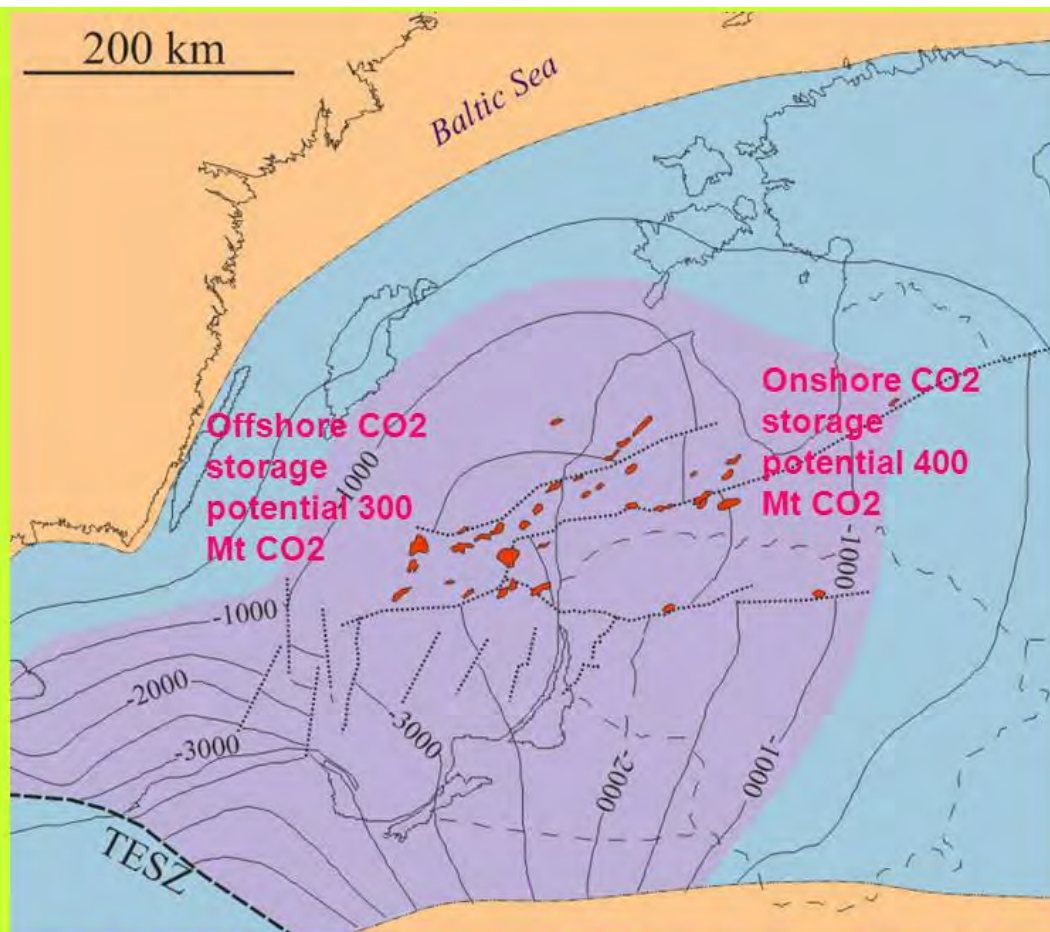 200 km
Baltic Sea
Offshore CO2
storage
potential 300
Mt CO2
Onshore CO2
storage
potential 400
Mt CO2
-1000
-1000
-1000
-2000
-3000
-3000
-2000
-1000
TESZ